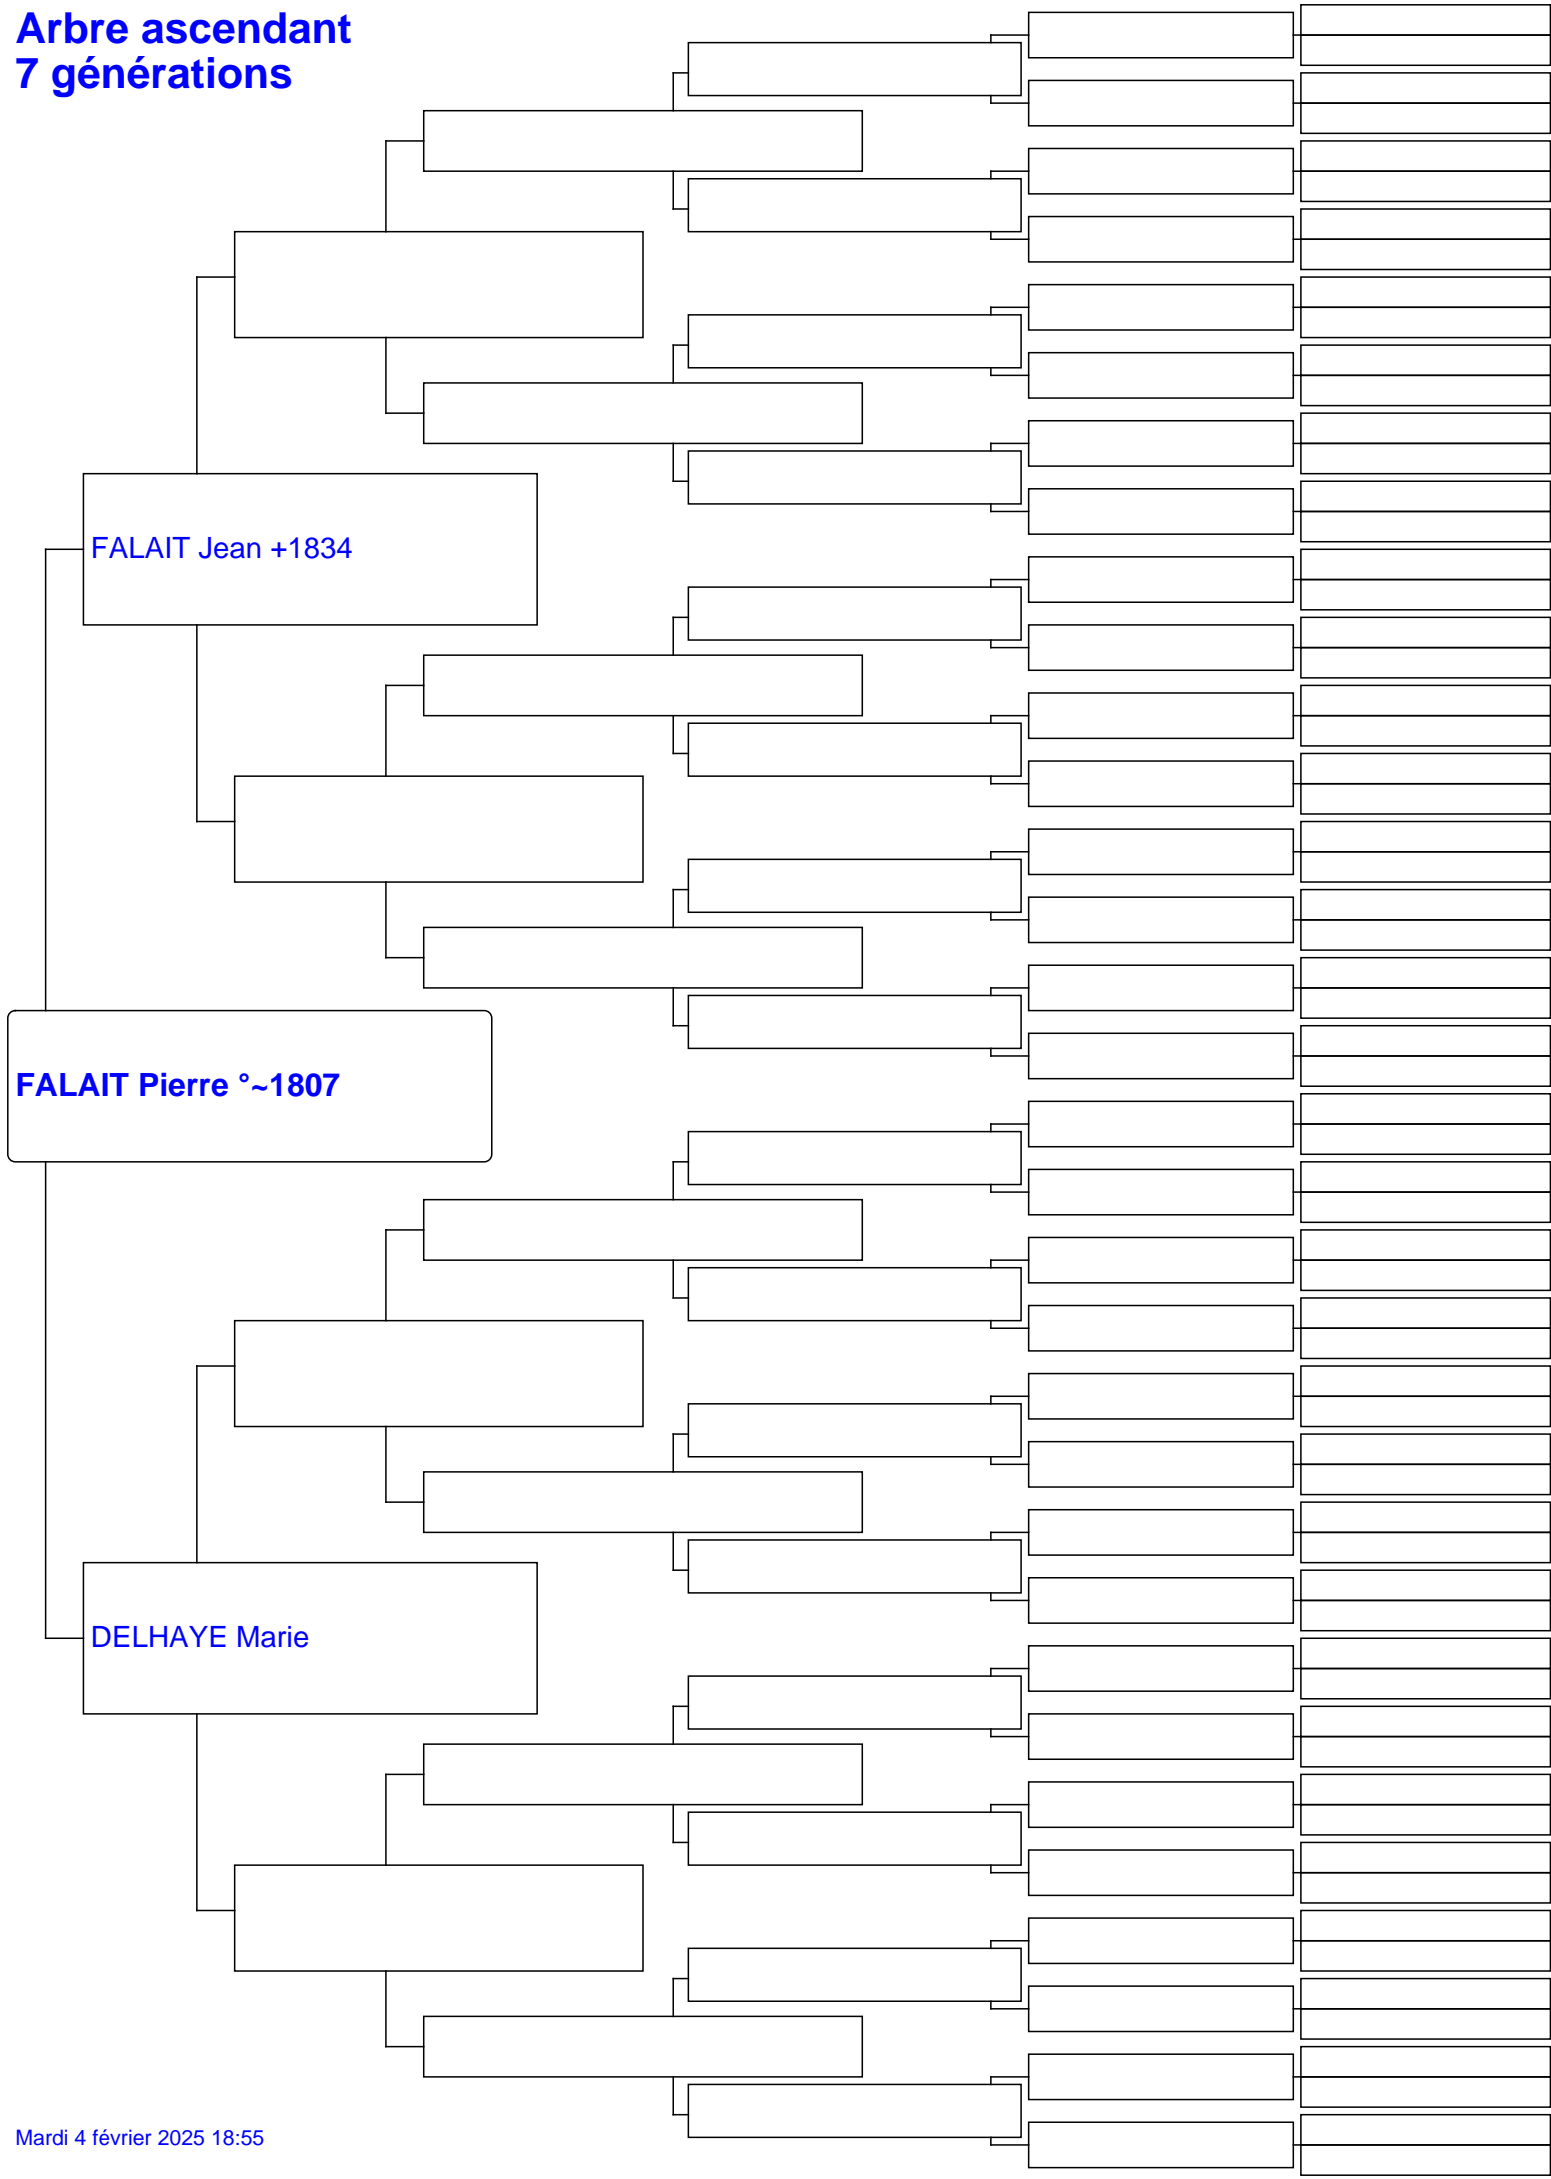 Arbre ascendant
7 générations
FALAIT Jean +1834
FALAIT Pierre °~1807
DELHAYE Marie
Mardi 4 février 2025 18:55